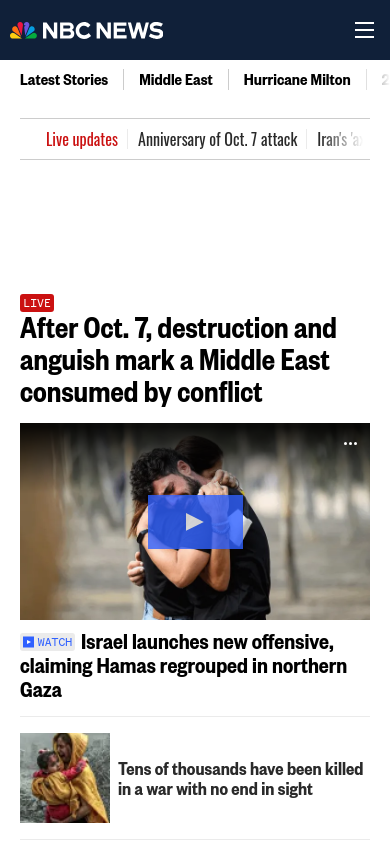 NBC NEWS
Latest Stories
Middle East
Hurricane Milton
Live updates
Anniversary of Oct. 7 attack
Iran's
LIVE
After Oct. 7, destruction and
anguish mark a Middle East
consumed by conflict
WATCH Israel launches new offensive,
claiming Hamas regrouped in northern
Gaza
Tens of thousands have been killed
in a war with no end in sight